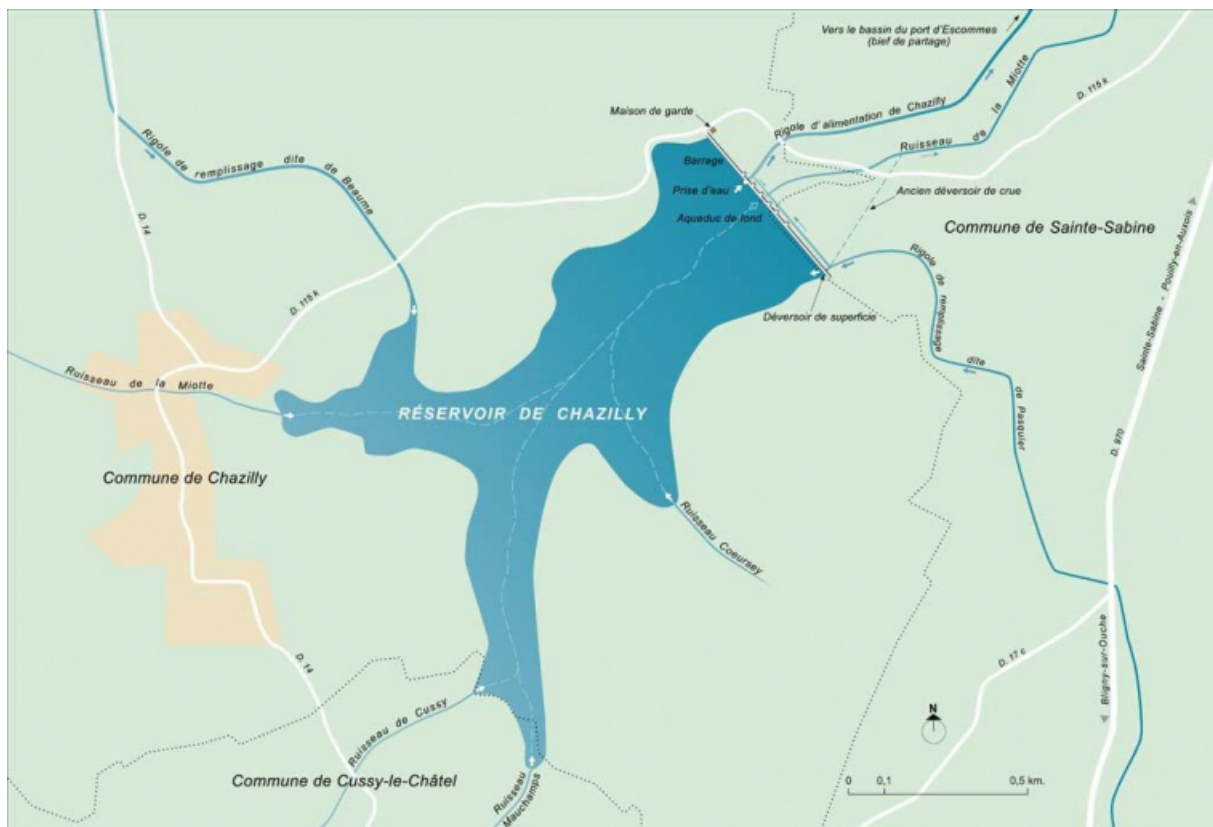 Vers le bassin du port d'Escommes
(bief de partage)
Maison de garde
Rigole d'alimentation de Chazilly
Ruisseau de la Miotte
D. 115 k
Rigole de remplissage dite de Beaume
Barrage
Prise d'eau
Aqueduc de fond
Ancien déversoir de crue
Commune de Sainte-Sabine
Sainte-Sabine - Pouilly-en-Auxois
D. 14
D. 115 k
Déversoir de superficie
Rigole de remplissage dite de Pasquier
Ruisseau de la Miotte
RÉSERVOIR DE CHAZILLY
D. 970
Commune de Chazilly
Ruisseau Coeursey
D. 14
D. 17 c
Bligny-sur-Ouche
Ruisseau de Cussy
N
Commune de Cussy-le-Châtel
Ruisseau
Mauchamps
0 0,1 0,5 km.